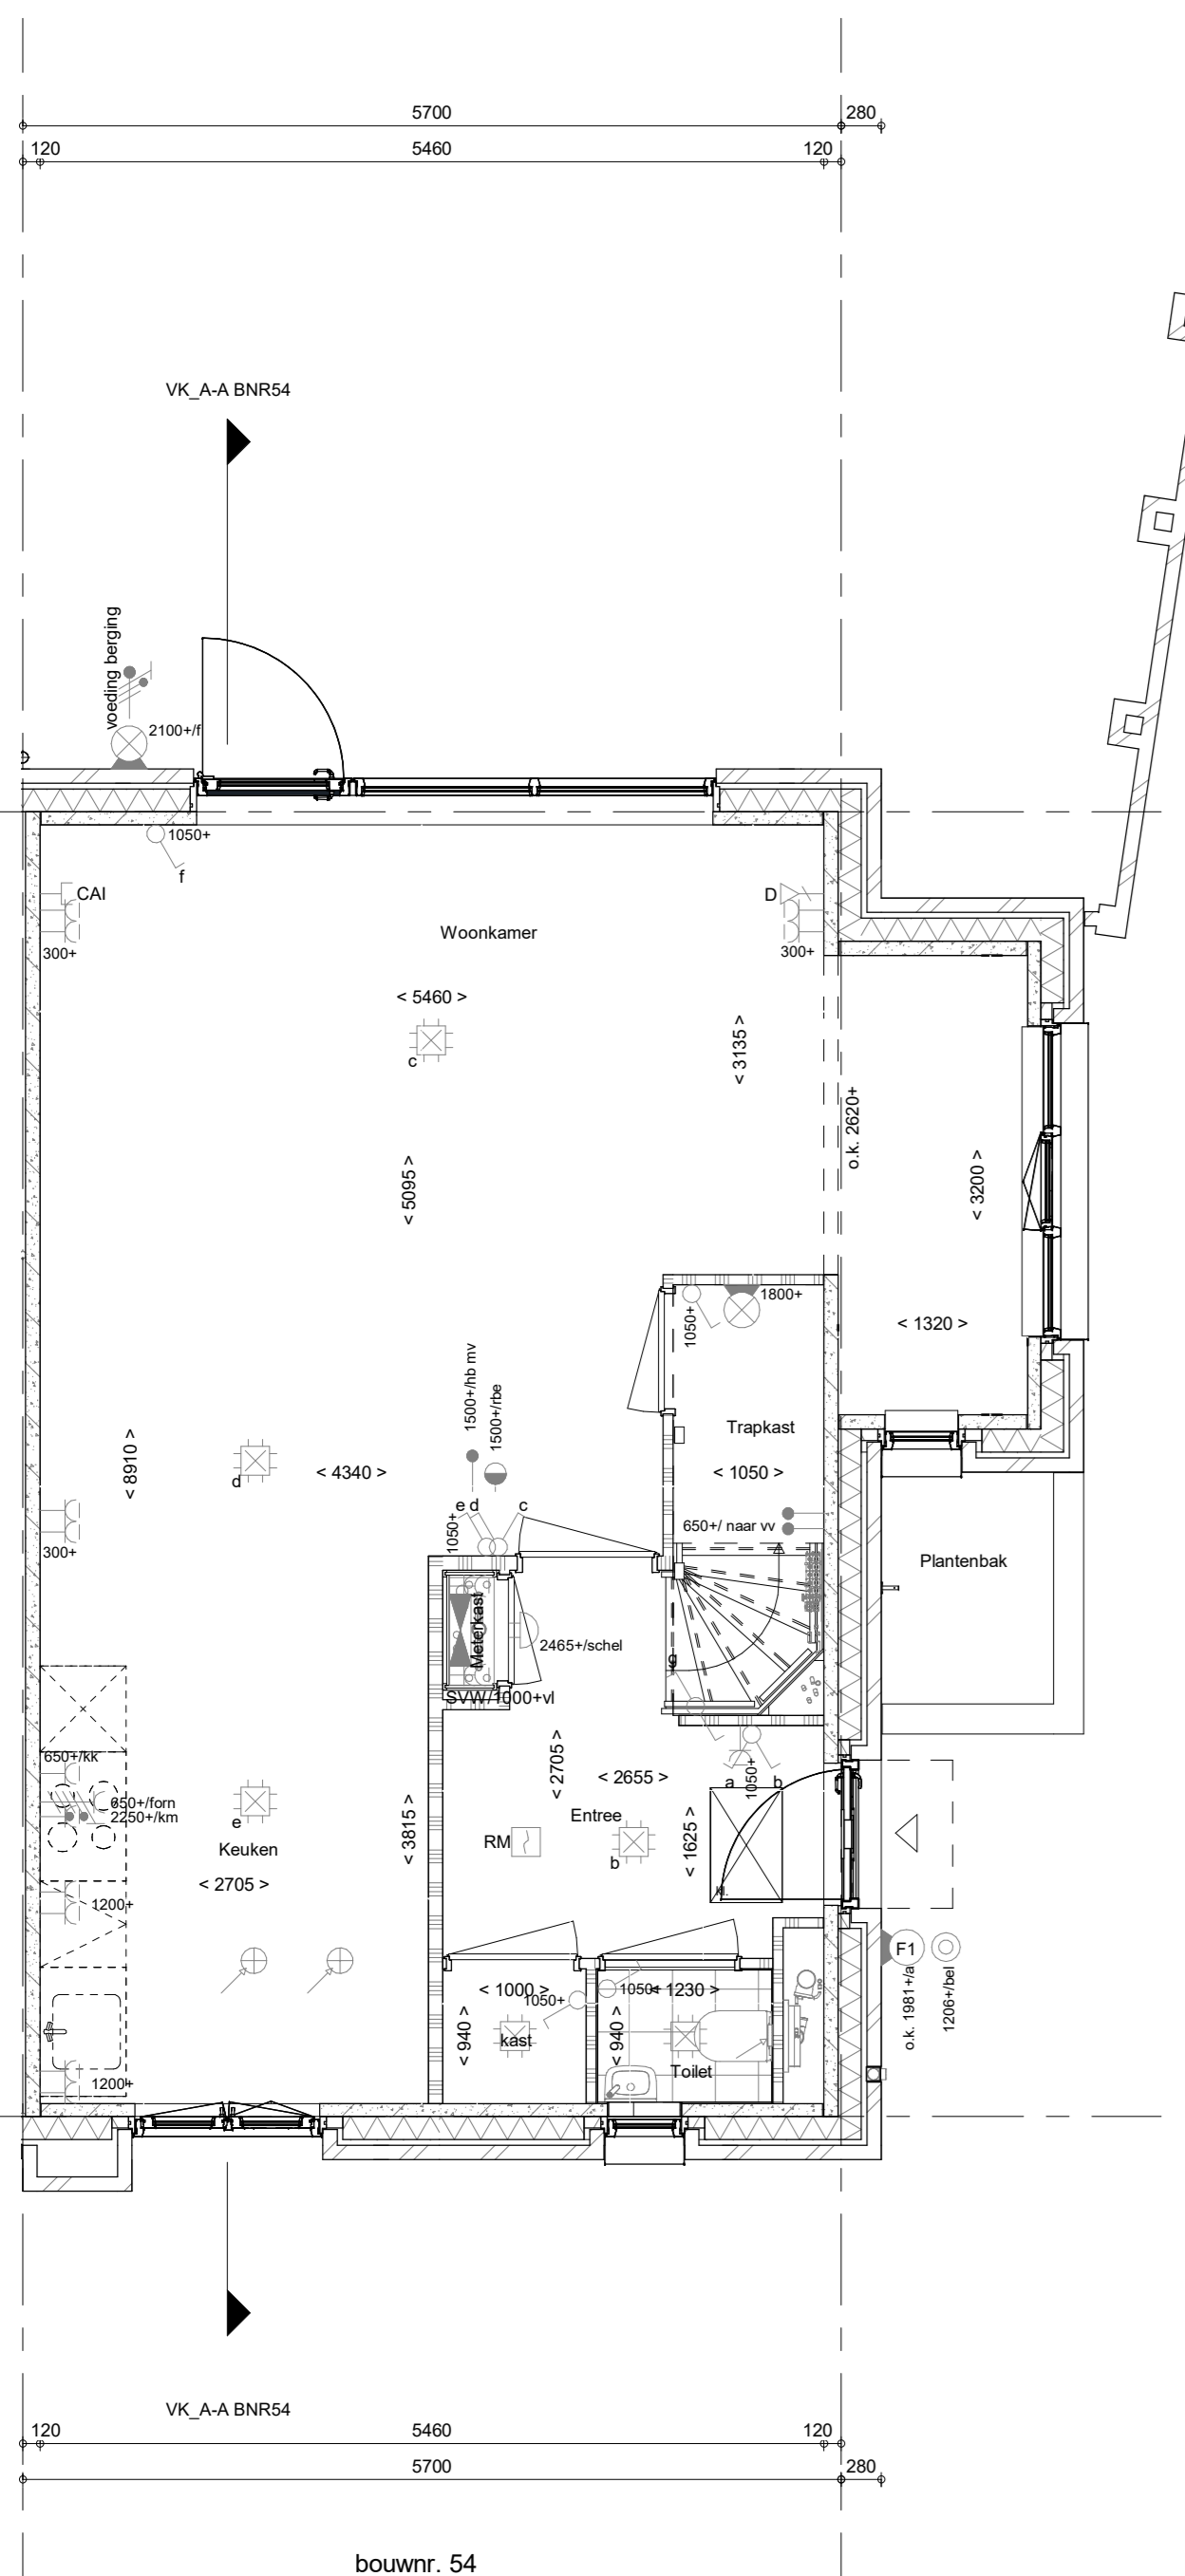 5700
280
120
5460
120
VK_A-A BNR54
voeding berging
2100+/f
1050+
f
CAI
300+
D
300+
Woonkamer
< 5460 >
c
< 3135 >
o.k. 2620+
< 5095 >
< 3200 >
1800+
1050+
< 1320 >
1500+/hb mv
1500+/rbe
Trapkast
< 8910 >
d
< 4340 >
< 1050 >
e d
c
1050+
650+/ naar vv
300+
Plantenbak
Meterkast
2465+/schel
g
SVW/1000+vl
650+/kk
650+/forn
2250+/km
e
Keuken
< 2705 >
< 3815 >
< 2705 >
< 2655 >
a
1050+
b
Entree
RM
b
< 1625 >
1200+
F1
o.k. 1981+/a
1206+/bel
< 1000 >
1050+
1050+
< 1230 >
< 940 >
kast
< 940 >
Toilet
1200+
VK_A-A BNR54
120
5460
120
5700
280
bouwnr. 54